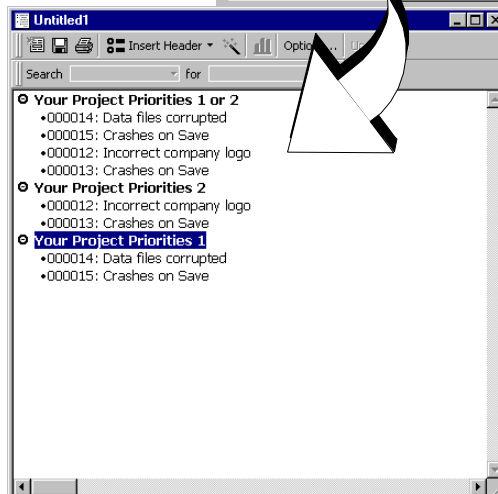 Untitled1
Insert Header
Search for
Your Project Priorities 1 or 2
•000014: Data files corrupted
•000015: Crashes on Save
•000012: Incorrect company logo
•000013: Crashes on Save
Your Project Priorities 2
•000012: Incorrect company logo
•000013: Crashes on Save
Your Project Priorities 1
•000014: Data files corrupted
•000015: Crashes on Save